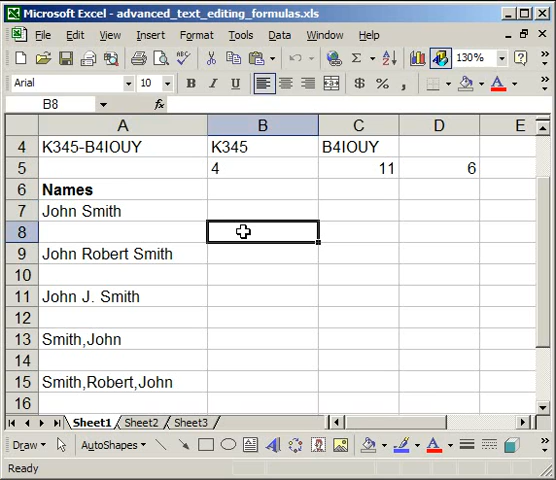 Microsoft Excel - advanced_text_editing_formulas.xls
File Edit View Insert Format Tools Data Window Help
130%
Arial 10 B I U $ % ,
B8 fx
A B C D E
4 K345-B4IOUY K345 B4IOUY
5 4 11 6
6 Names
7 John Smith
8
9 John Robert Smith
10
11 John J. Smith
12
13 Smith,John
14
15 Smith,Robert,John
16
Sheet1 Sheet2 Sheet3
Draw AutoShapes A A
Ready